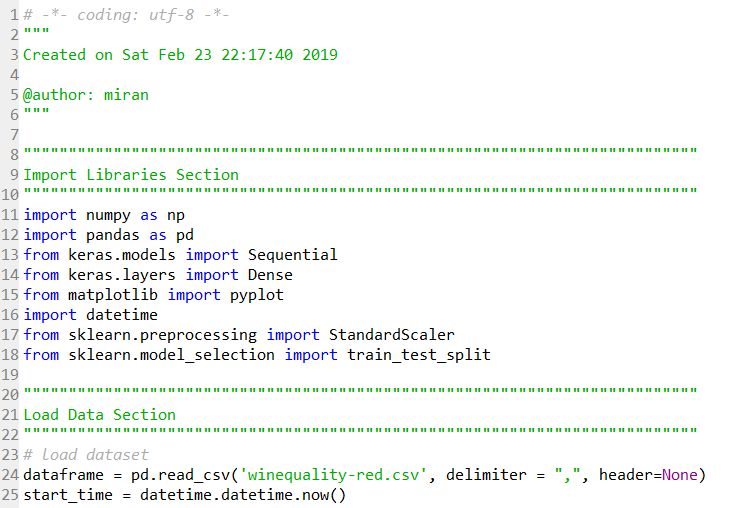 1 # -*- coding: utf-8 -*-
2 """
3 Created on Sat Feb 23 22:17:40 2019
4
5 @author: miran
6 """
7
8 """""""""""""""""""""""""""""""""""""""""""""""""""""""""""""""""""""""""""
9 Import Libraries Section
10 """""""""""""""""""""""""""""""""""""""""""""""""""""""""""""""""""""""""""
11 import numpy as np
12 import pandas as pd
13 from keras.models import Sequential
14 from keras.layers import Dense
15 from matplotlib import pyplot
16 import datetime
17 from sklearn.preprocessing import StandardScaler
18 from sklearn.model_selection import train_test_split
19
20 """""""""""""""""""""""""""""""""""""""""""""""""""""""""""""""""""""""""""
21 Load Data Section
22 """""""""""""""""""""""""""""""""""""""""""""""""""""""""""""""""""""""""""
23 # load dataset
24 dataframe = pd.read_csv('winequality-red.csv', delimiter = ",", header=None)
25 start_time = datetime.datetime.now()